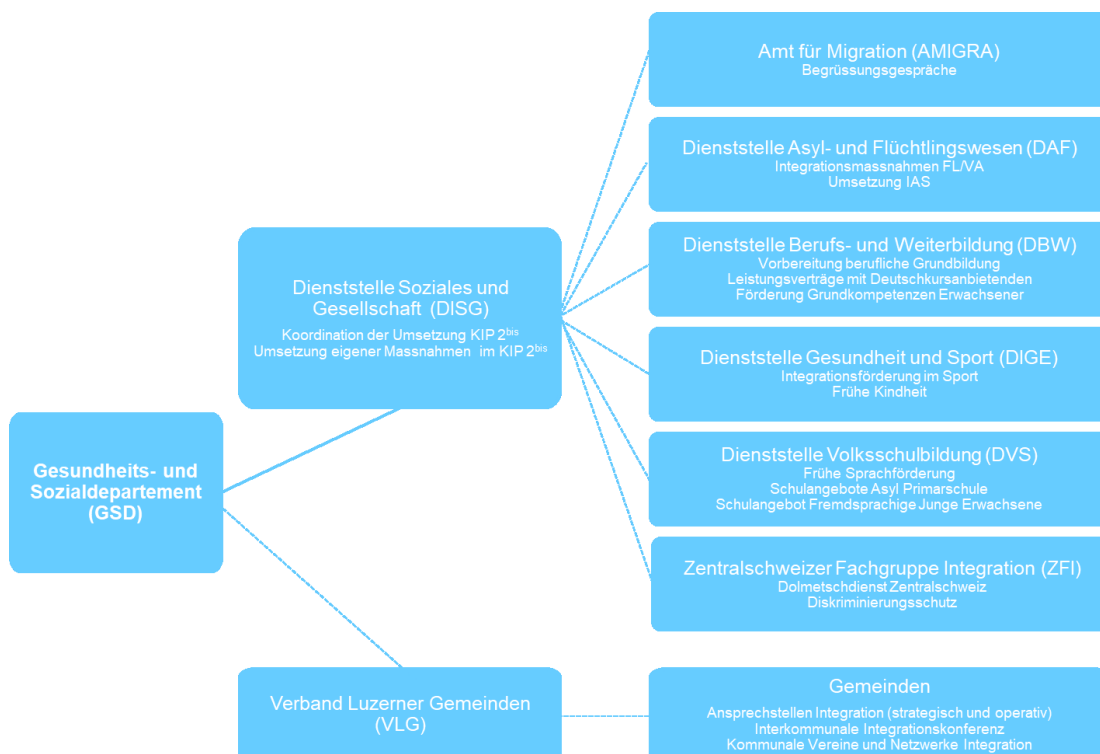 Amt für Migration (AMIGRA)
Begrüssungsgespräche
Dienststelle Asyl- und Flüchtlingswesen (DAF)
Integrationsmassnahmen FL/VA
Umsetzung IAS
Dienststelle Berufs- und Weiterbildung (DBW)
Vorbereitung berufliche Grundbildung
Leistungsverträge mit Deutschkursanbietenden
Förderung Grundkompetenzen Erwachsener
Dienststelle Soziales und
Gesellschaft (DISG)
Koordination der Umsetzung KIP 2bis
Umsetzung eigener Massnahmen im KIP 2bis
Dienststelle Gesundheit und Sport (DIGE)
Integrationsförderung im Sport
Frühe Kindheit
Gesundheits- und
Sozialdepartement
(GSD)
Dienststelle Volksschulbildung (DVS)
Frühe Sprachförderung
Schulangebote Asyl Primarschule
Schulangebot Fremdsprachige Junge Erwachsene
Zentralschweizer Fachgruppe Integration (ZFI)
Dolmetschdienst Zentralschweiz
Diskriminierungsschutz
Verband Luzerner Gemeinden
(VLG)
Gemeinden
Ansprechstellen Integration (strategisch und operativ)
Interkommunale Integrationskonferenz
Kommunale Vereine und Netzwerke Integration